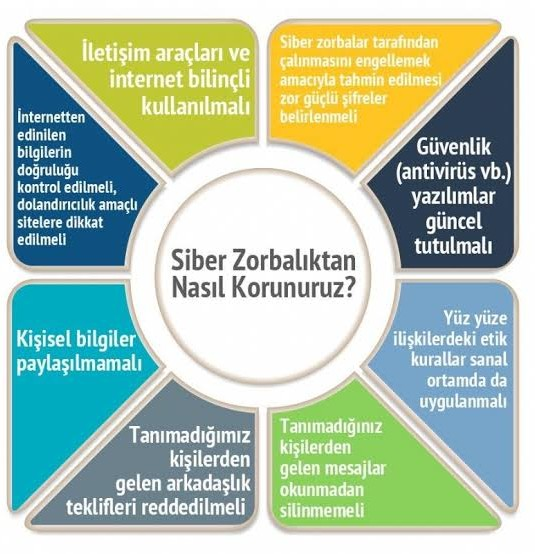 Siber Zorbalıktan
Nasıl Korunuruz?
İletişim araçları ve
internet bilinçli
kullanılmalı
Siber zorbalar tarafından
çalınmasını engellemek
amacıyla tahmin edilmesi
zor güçlü şifreler
belirlenmeli
Güvenlik
(antivirüs vb.)
yazılımlar
güncel
tutulmalı
Yüz yüze
ilişkilerdeki etik
kurallar sanal
ortamda da
uygulanmalı
Tanımadığınız
kişilerden
gelen mesajlar
okunmadan
silinmemeli
Tanımadığımız
kişilerden
gelen arkadaşlık
teklifleri reddedilmeli
Kişisel bilgiler
paylaşılmamalı
İnternetten
edinilen
bilgilerin
doğruluğu
kontrol edilmeli,
dolandırıcılık amaçlı
sitelere dikkat
edilmeli